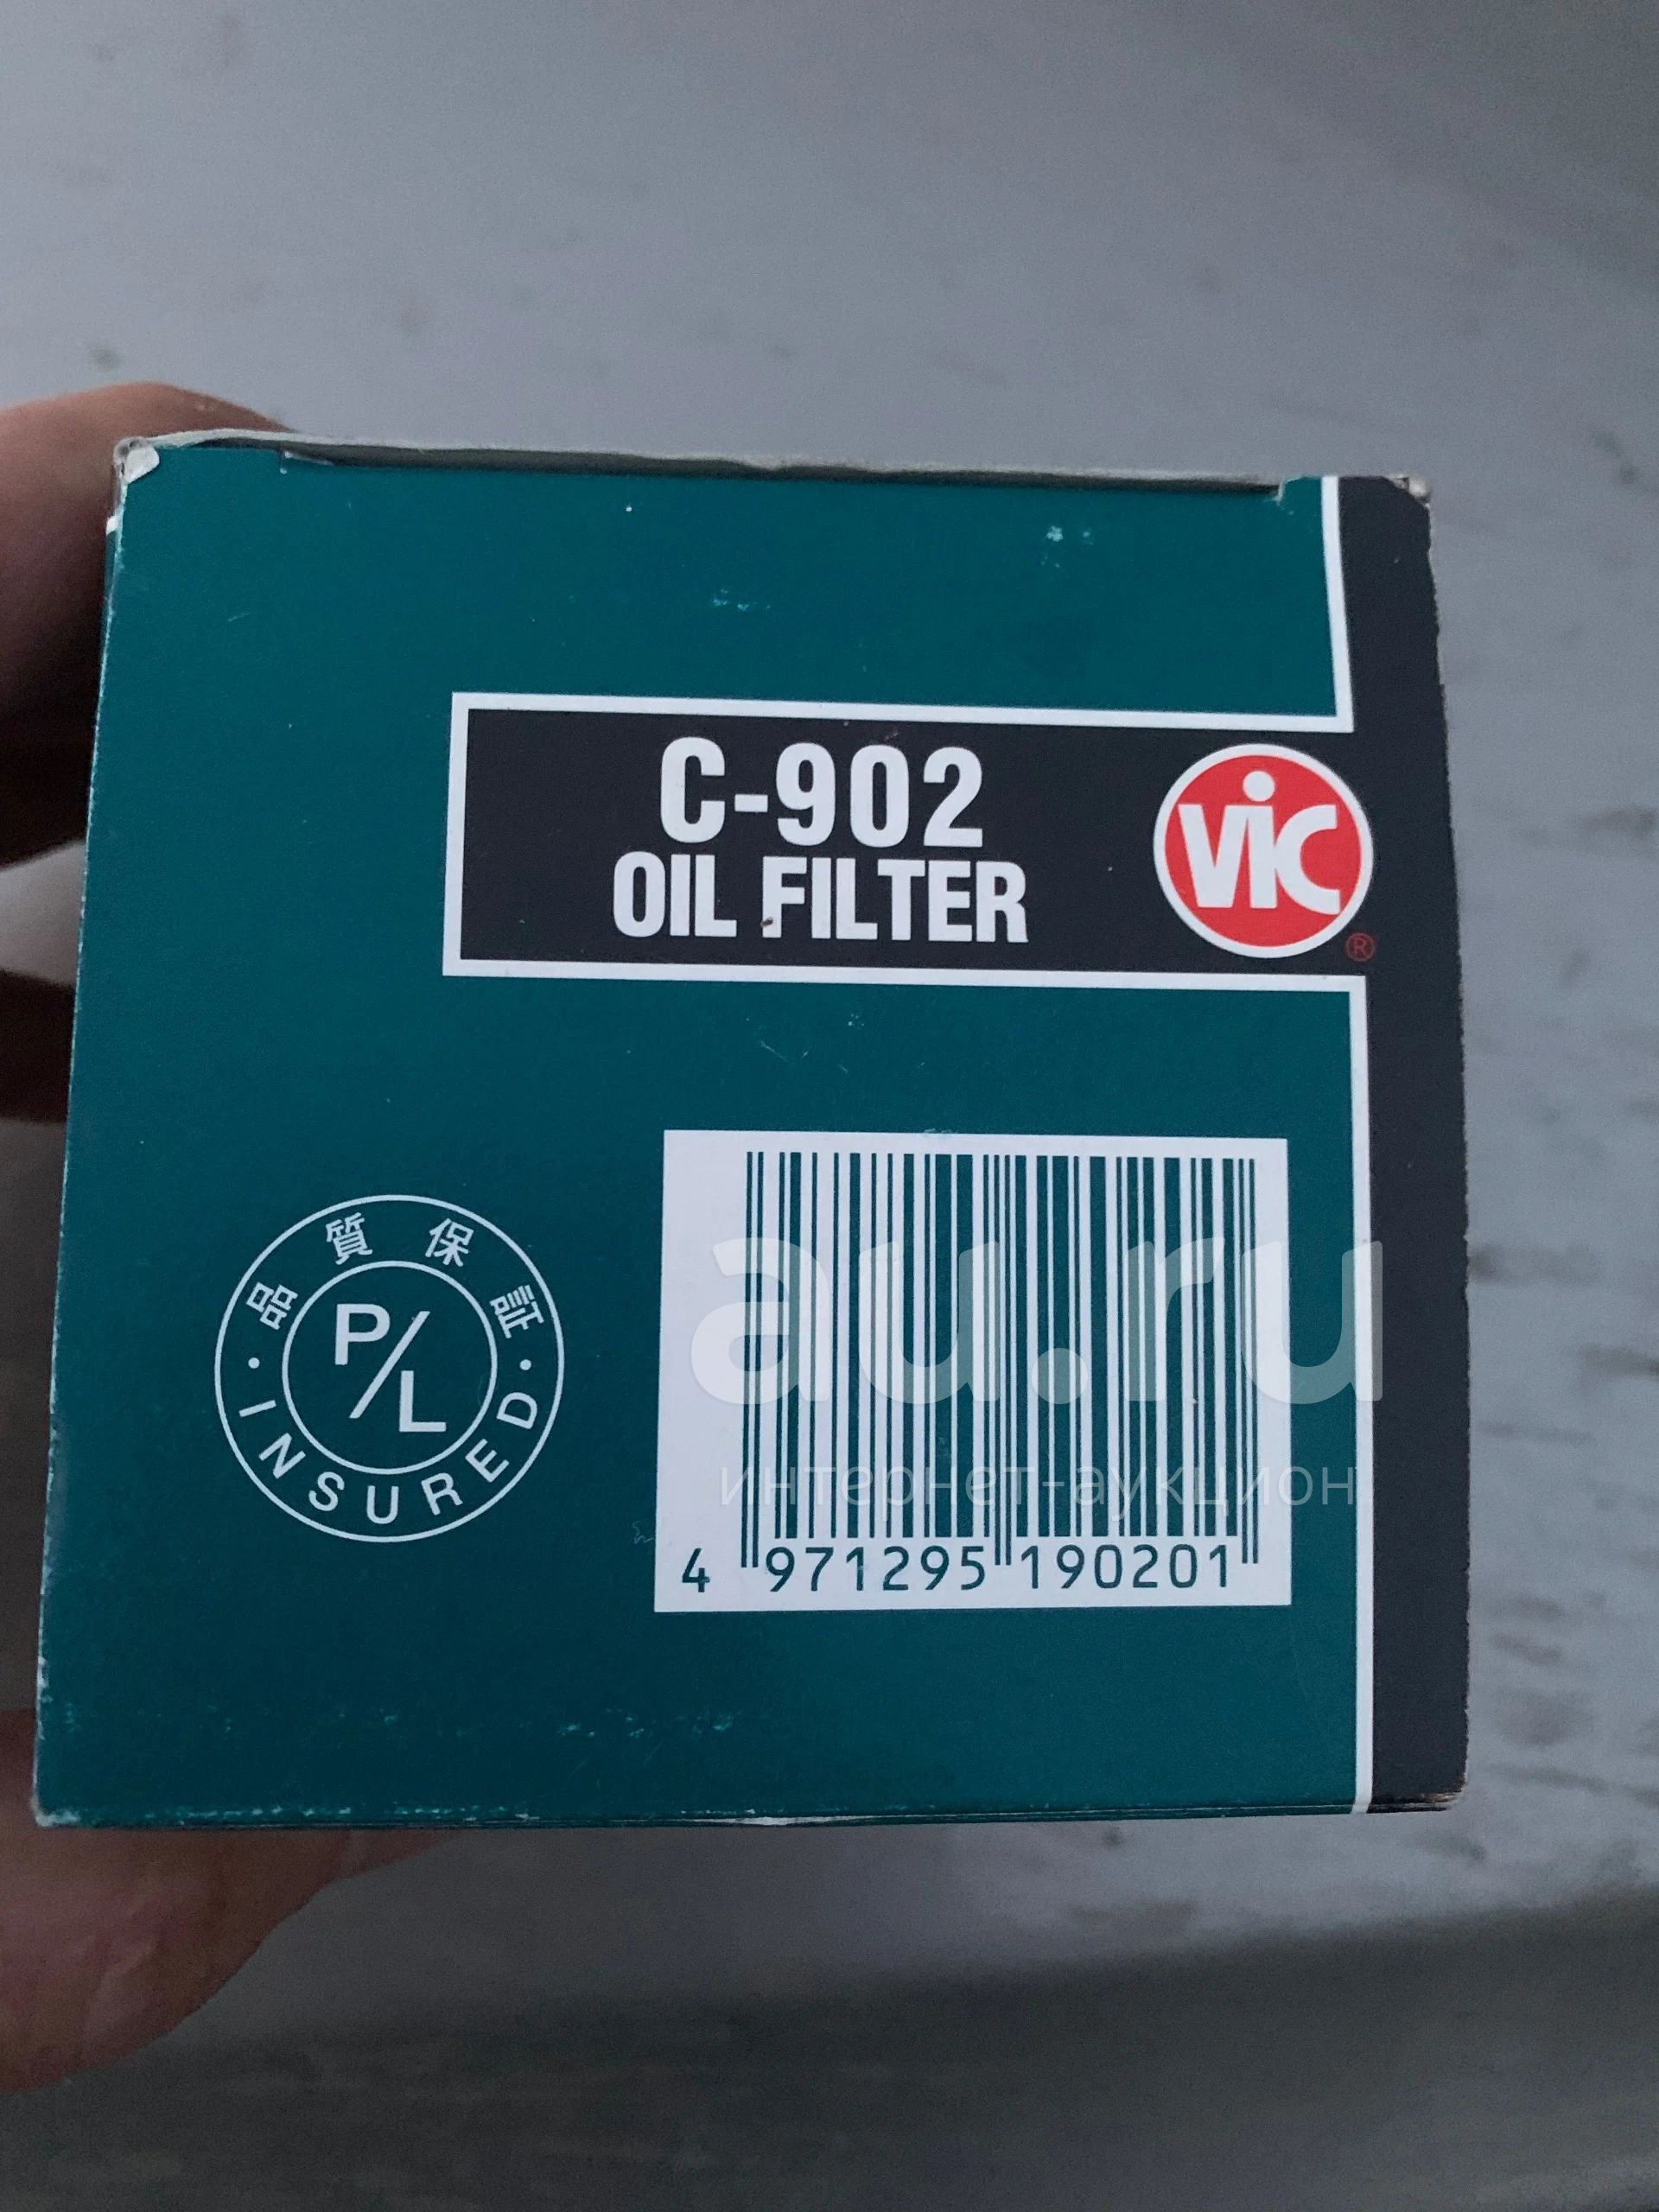 C-902
OIL FILTER
vic
®
品質保証
P/L
· INSURED ·
4 971295 190201
au.ru
интернет-аукцион